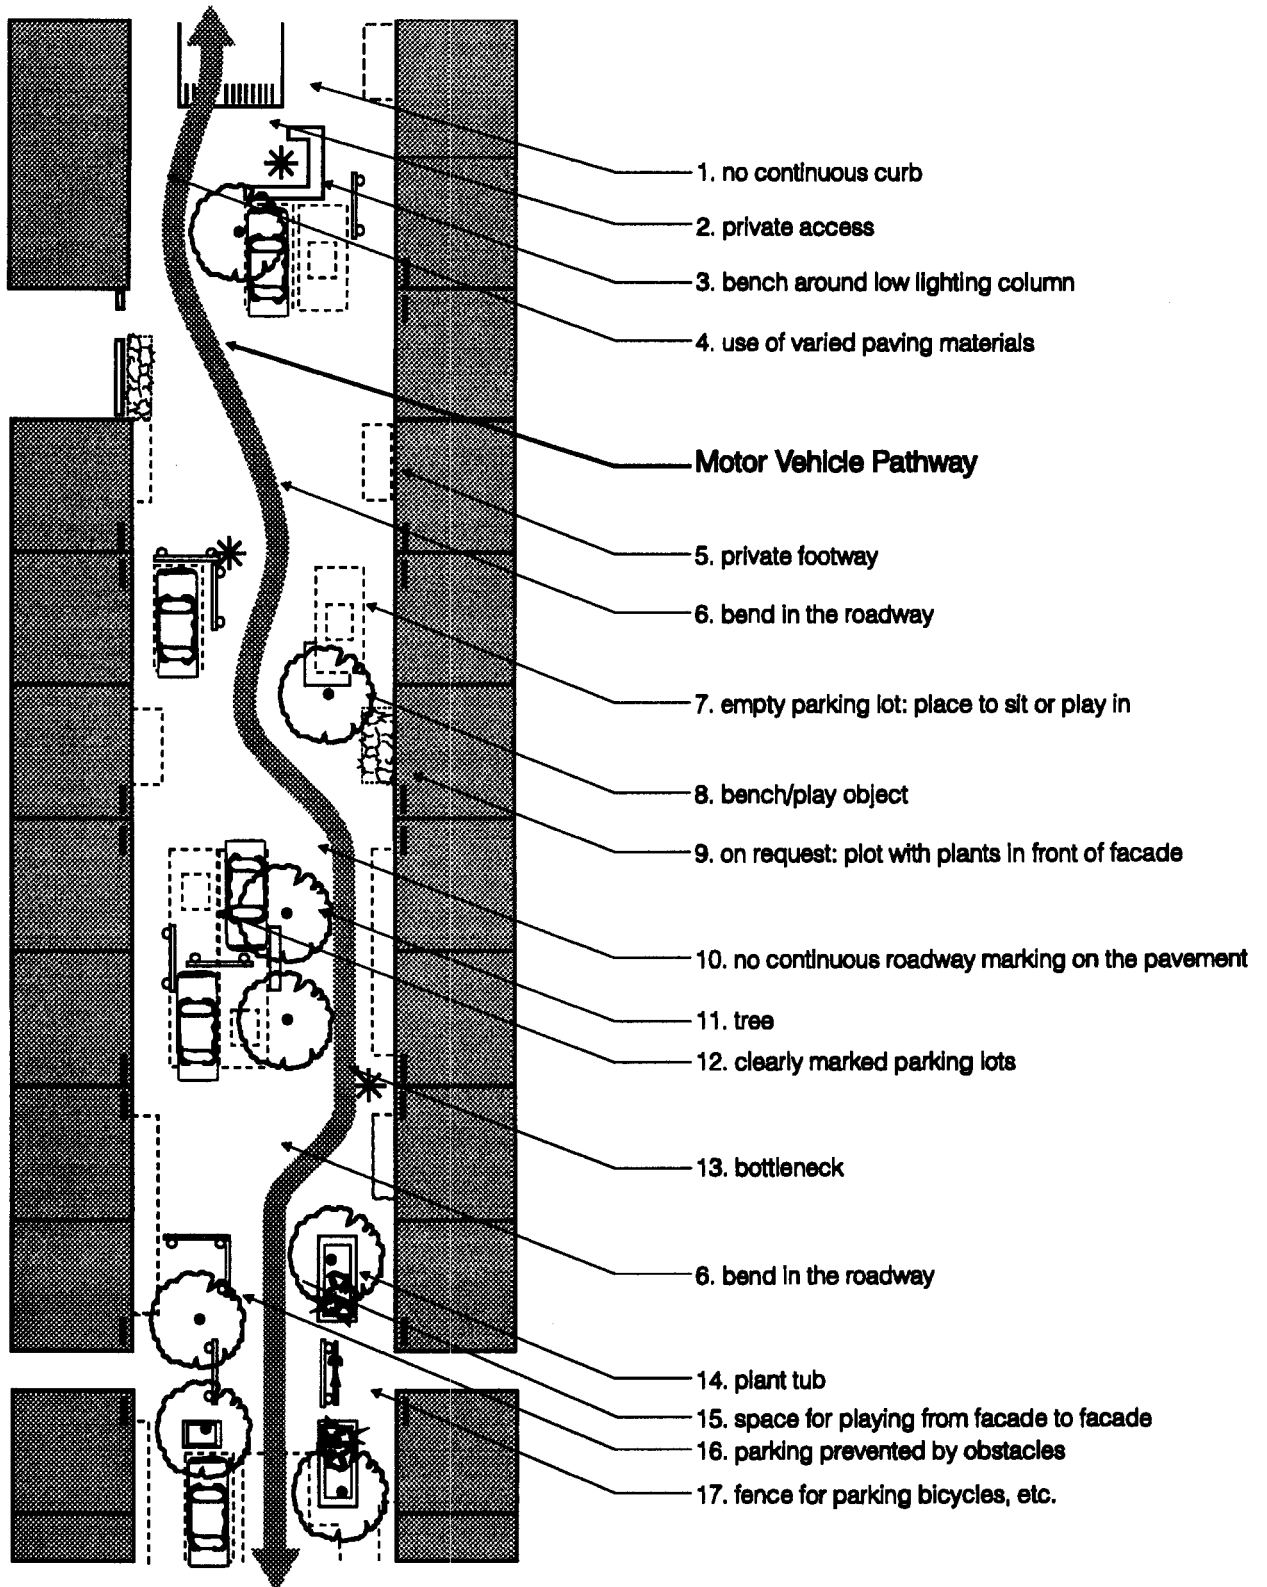 1. no continuous curb
2. private access
3. bench around low lighting column
4. use of varied paving materials
Motor Vehicle Pathway
5. private footway
6. bend in the roadway
7. empty parking lot: place to sit or play in
8. bench/play object
9. on request: plot with plants in front of facade
10. no continuous roadway marking on the pavement
11. tree
12. clearly marked parking lots
13. bottleneck
6. bend in the roadway
14. plant tub
15. space for playing from facade to facade
16. parking prevented by obstacles
17. fence for parking bicycles, etc.